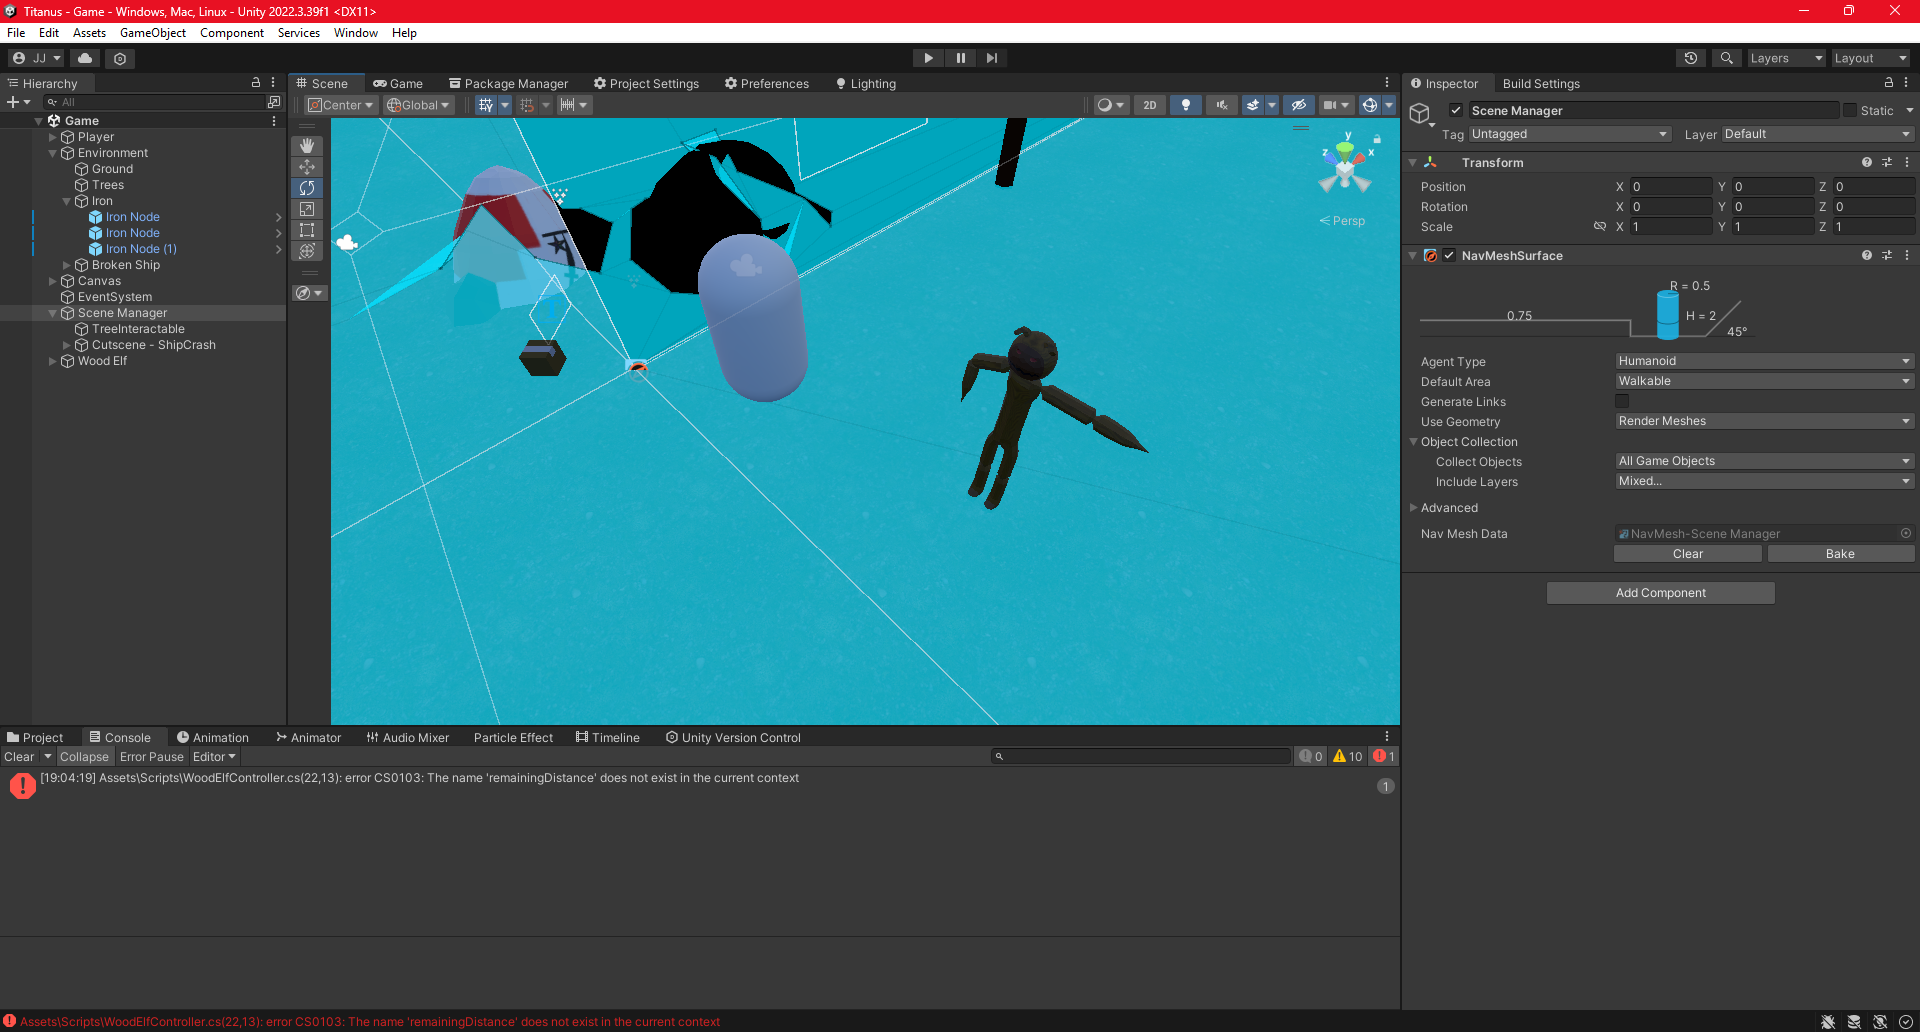 Titanus - Game - Windows, Mac, Linux - Unity 2022.3.39f1 <DX11>
File Edit Assets GameObject Component Services Window Help
JJ
Layers Layout
Hierarchy
All
Game
Player
Environment
Ground
Trees
Iron
Iron Node
Iron Node
Iron Node (1)
Broken Ship
Canvas
EventSystem
Scene Manager
TreeInteractable
Cutscene - ShipCrash
Wood Elf
Scene Game Package Manager Project Settings Preferences Lighting
Center Global 2D
y
z x
Persp
Inspector Build Settings
Scene Manager Static
Tag Untagged Layer Default
Transform
Position X 0 Y 0 Z 0
Rotation X 0 Y 0 Z 0
Scale X 1 Y 1 Z 1
NavMeshSurface
R = 0.5
0.75 H = 2
45°
Agent Type Humanoid
Default Area Walkable
Generate Links
Use Geometry Render Meshes
Object Collection
Collect Objects All Game Objects
Include Layers Mixed...
Advanced
Nav Mesh Data NavMesh-Scene Manager
Clear Bake
Add Component
Project Console Animation Animator Audio Mixer Particle Effect Timeline Unity Version Control
Clear Collapse Error Pause Editor 0 10 1
[19:04:19] Assets\Scripts\WoodElfController.cs(22,13): error CS0103: The name 'remainingDistance' does not exist in the current context
1
Assets\Scripts\WoodElfController.cs(22,13): error CS0103: The name 'remainingDistance' does not exist in the current context